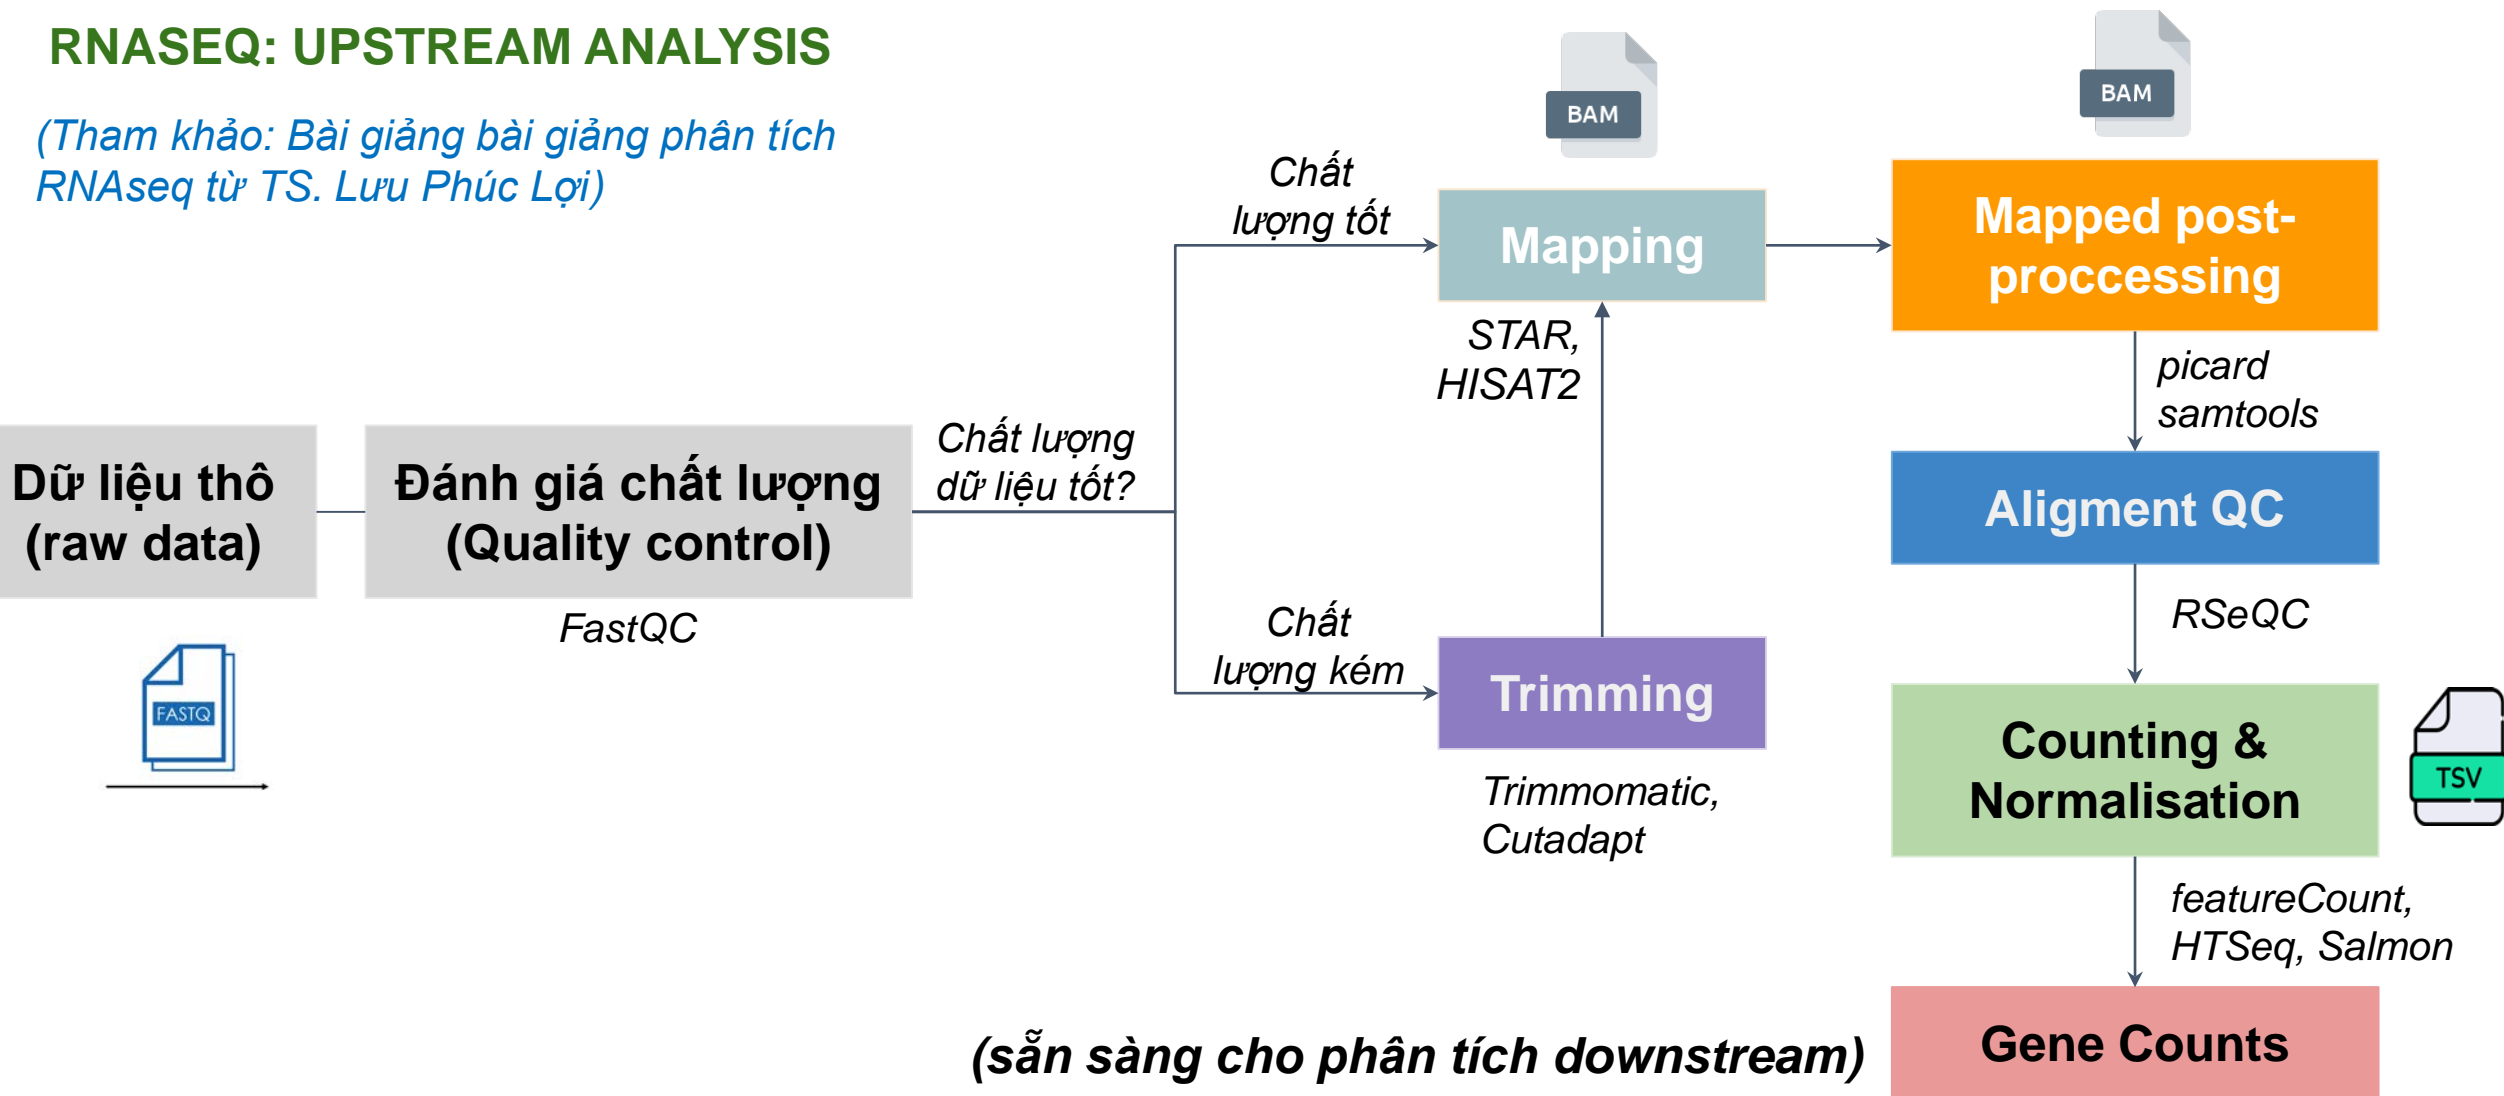 RNASEQ: UPSTREAM ANALYSIS
(Tham khảo: Bài giảng bài giảng phân tích
RNAseq từ TS. Lưu Phúc Lợi)
BAM
BAM
Chất
lượng tốt
Mapping
Mapped post-
proccessing
STAR,
HISAT2
picard
samtools
Dữ liệu thô
(raw data)
Đánh giá chất lượng
(Quality control)
Chất lượng
dữ liệu tốt?
Aligment QC
FastQC
RSeQC
FASTQ
Chất
lượng kém
Trimming
Trimmomatic,
Cutadapt
Counting &
Normalisation
TSV
featureCount,
HTSeq, Salmon
(sẵn sàng cho phân tích downstream)
Gene Counts